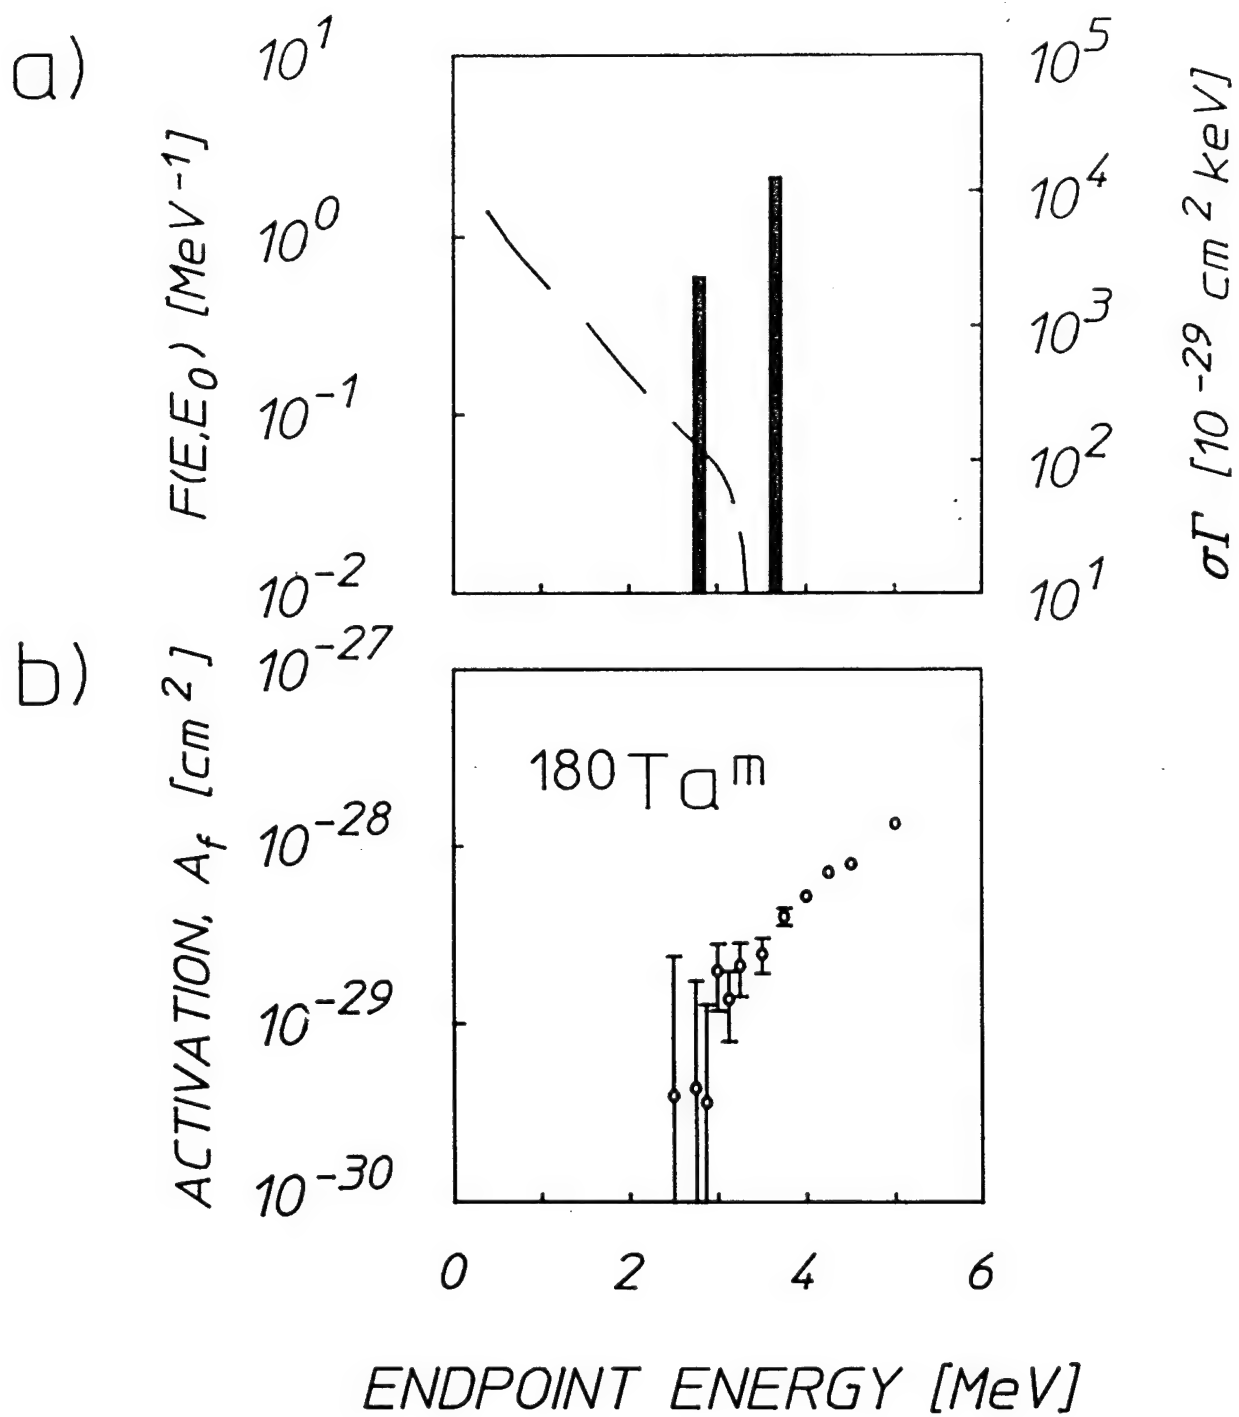 a)
10^1
10^0
10^-1
10^-2
F(E,E_0) [MeV^-1]
10^5
10^4
10^3
10^2
10^1
σΓ [10^-29 cm^2 keV]
b)
10^-27
10^-28
10^-29
10^-30
ACTIVATION, A_f [cm^2]
^180Ta^m
0 2 4 6
ENDPOINT ENERGY [MeV]